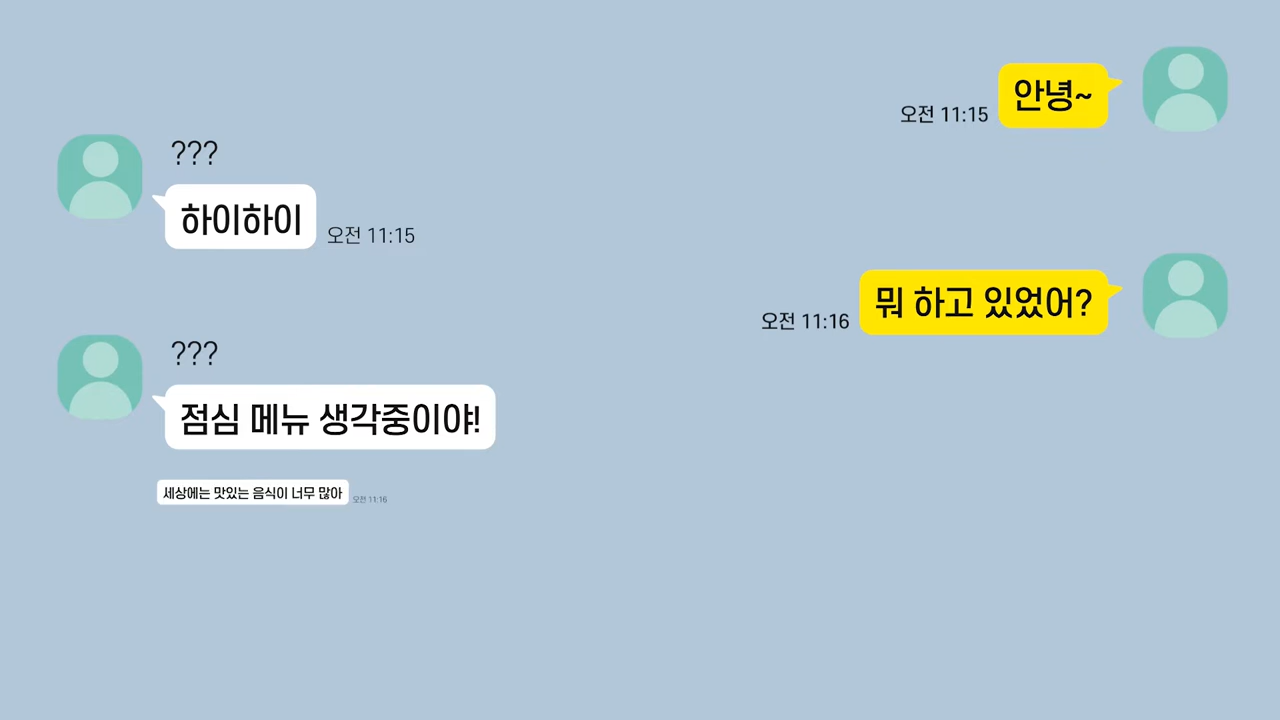 안녕~
오전 11:15
???
하이하이
오전 11:15
뭐 하고 있었어?
오전 11:16
???
점심 메뉴 생각중이야!
세상에는 맛있는 음식이 너무 많아
오전 11:16